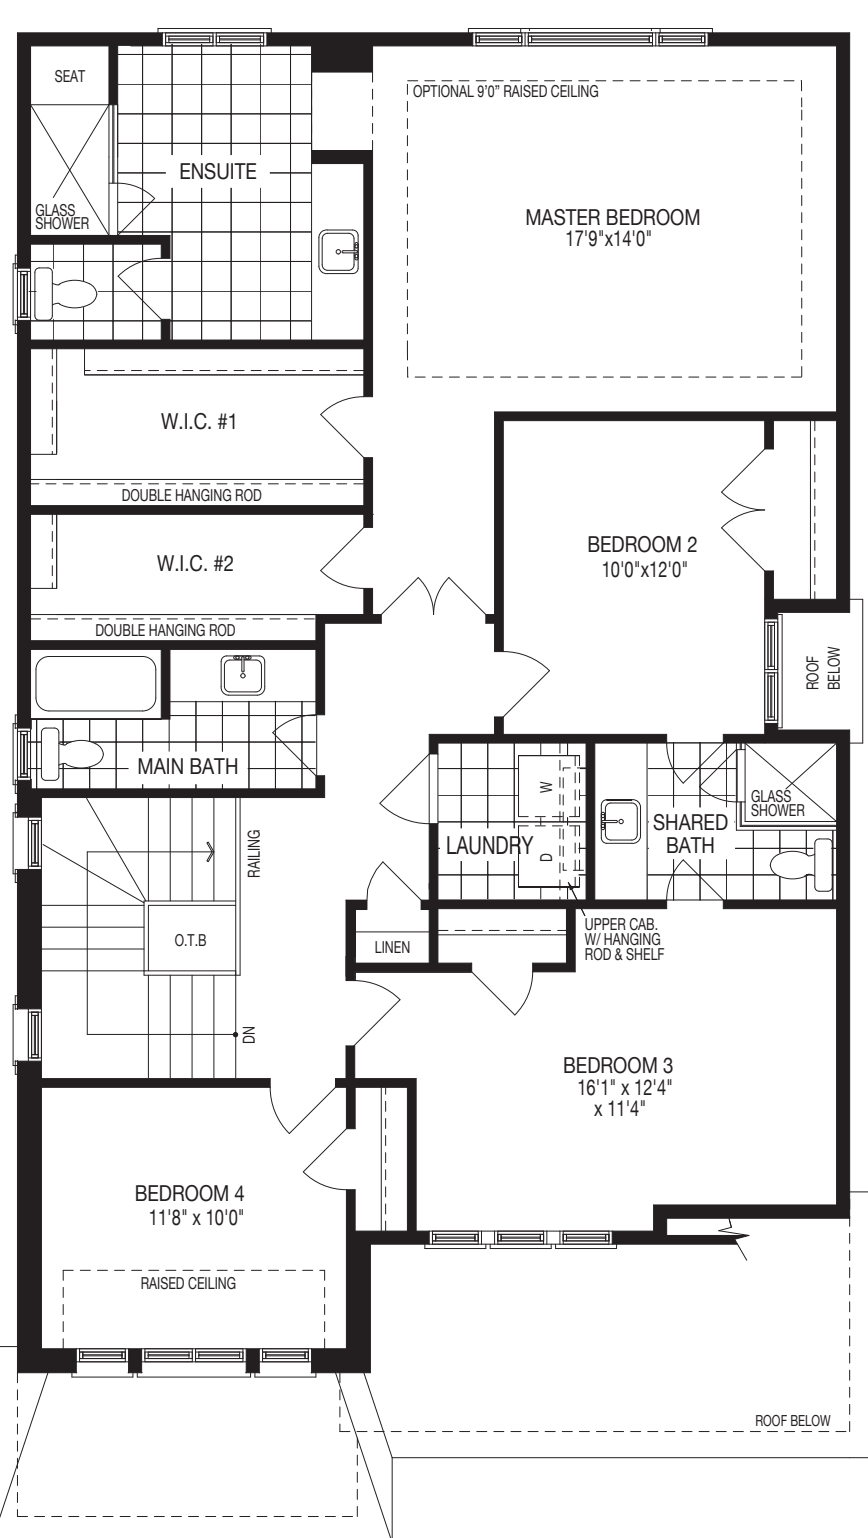 SEAT
OPTIONAL 9'0" RAISED CEILING
ENSUITE
GLASS
SHOWER
MASTER BEDROOM
17'9"x14'0"
W.I.C. #1
DOUBLE HANGING ROD
W.I.C. #2
DOUBLE HANGING ROD
BEDROOM 2
10'0"x12'0"
ROOF
BELOW
MAIN BATH
W
D
LAUNDRY
GLASS
SHOWER
SHARED
BATH
RAILING
O.T.B
LINEN
UPPER CAB.
W/ HANGING
ROD & SHELF
DN
BEDROOM 3
16'1" x 12'4"
x 11'4"
BEDROOM 4
11'8" x 10'0"
RAISED CEILING
ROOF BELOW